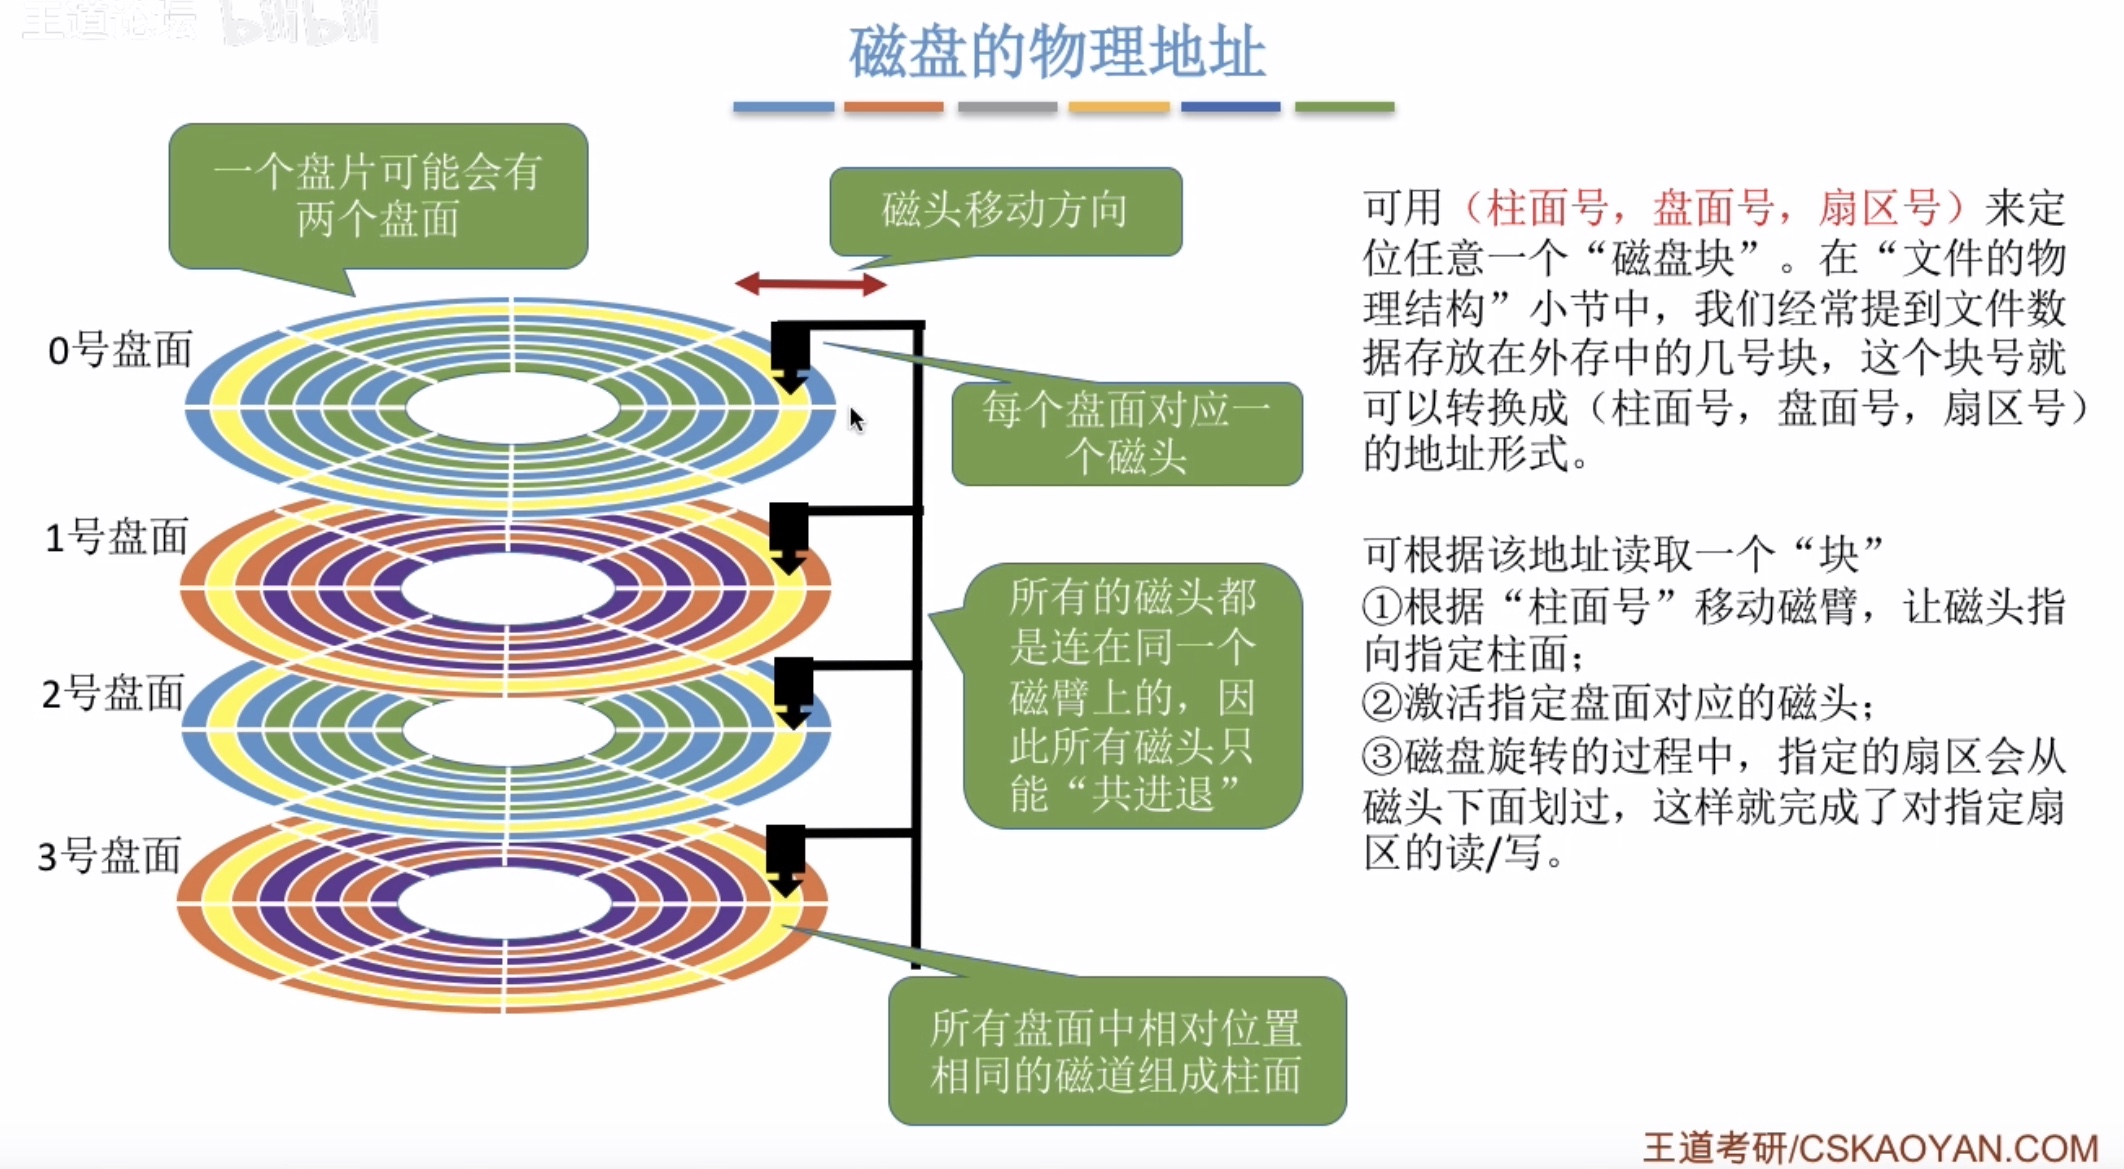 王道论坛 bilibili
磁盘的物理地址
一个盘片可能会有
两个盘面
磁头移动方向
0号盘面
1号盘面
2号盘面
3号盘面
每个盘面对应一
个磁头
所有的磁头都
是连在同一个
磁臂上的，因
此所有磁头只
能“共进退”
所有盘面中相对位置
相同的磁道组成柱面
可用（柱面号，盘面号，扇区号）来定
位任意一个“磁盘块”。在“文件的物
理结构”小节中，我们经常提到文件数
据存放在外存中的几号块，这个块号就
可以转换成（柱面号，盘面号，扇区号）
的地址形式。
可根据该地址读取一个“块”
①根据“柱面号”移动磁臂，让磁头指
向指定柱面；
②激活指定盘面对应的磁头；
③磁盘旋转的过程中，指定的扇区会从
磁头下面划过，这样就完成了对指定扇
区的读/写。
王道考研/CSKAOYAN.COM